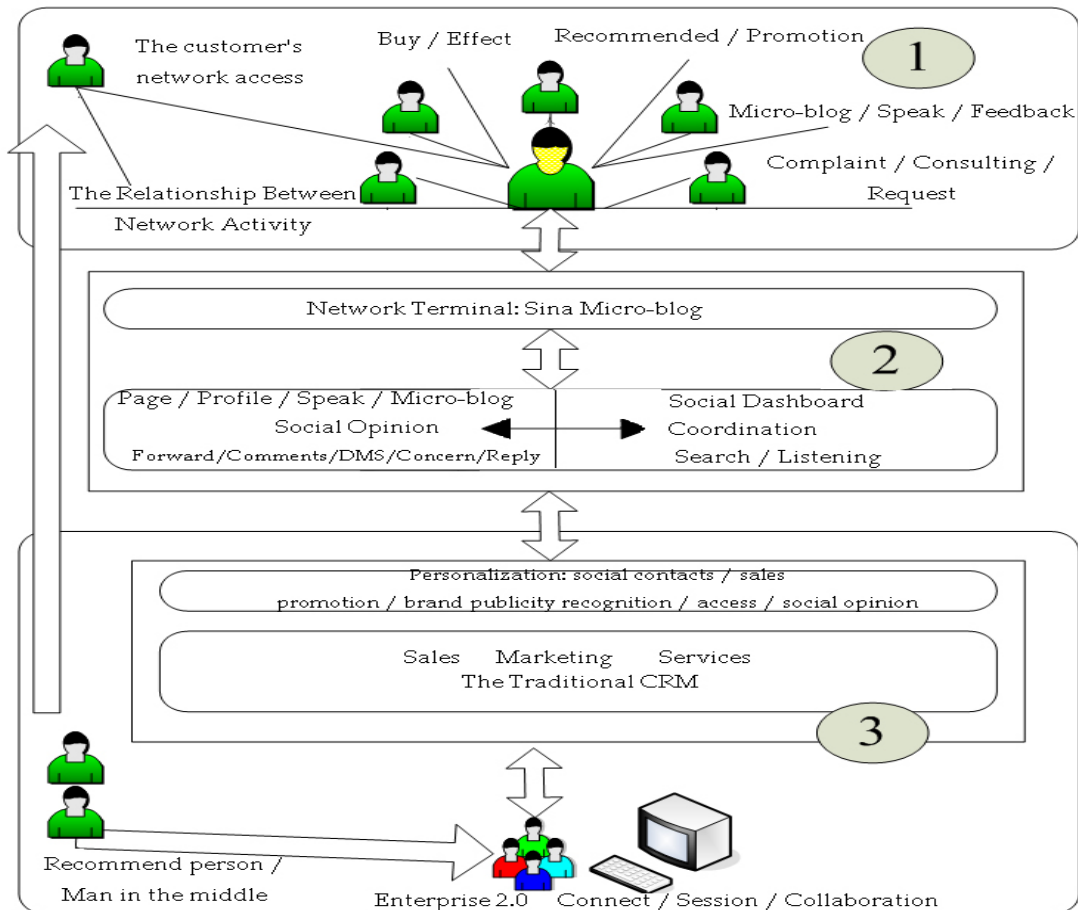 The customer's
network access
Buy / Effect
Recommended / Promotion
1
Micro-blog / Speak / Feedback
Complaint / Consulting /
Request
The Relationship Between
Network Activity
Network Terminal: Sina Micro-blog
2
Page / Profile / Speak / Micro-blog
Social Opinion
Forward/Comments/DMS/Concern/Reply
Social Dashboard
Coordination
Search / Listening
Personalization: social contacts / sales
promotion / brand publicity recognition / access / social opinion
Sales Marketing Services
The Traditional CRM
3
Recommend person /
Man in the middle
Enterprise 2.0
Connect / Session / Collaboration